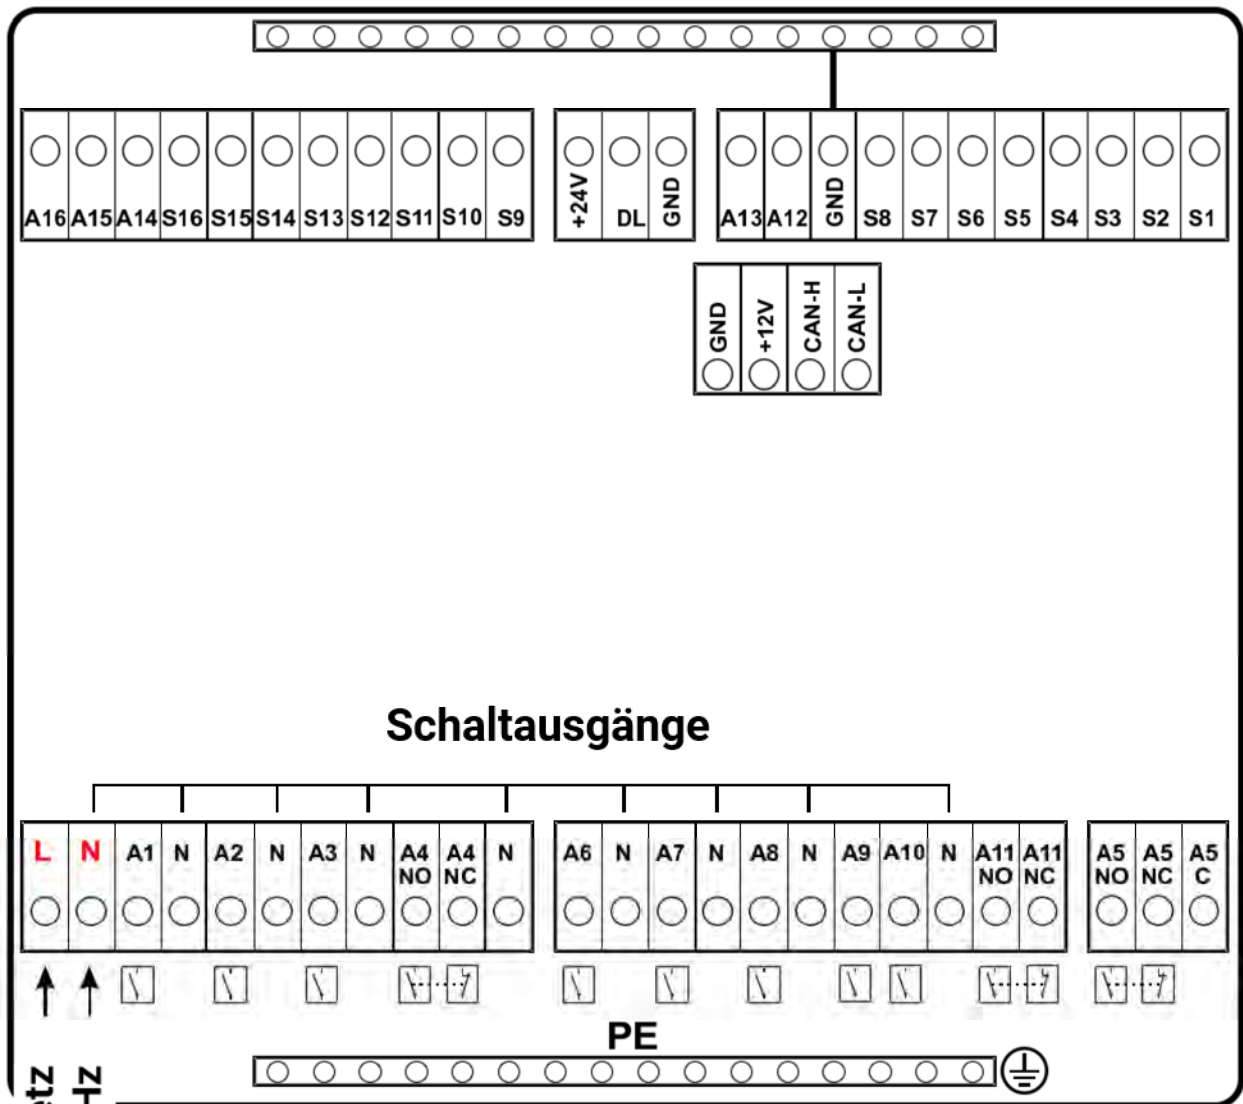 A16 A15 A14 S16 S15 S14 S13 S12 S11 S10 S9 +24V DL GND A13 A12 GND S8 S7 S6 S5 S4 S3 S2 S1
GND +12V CAN-H CAN-L
Schaltausgänge
L N A1 N A2 N A3 N A4 NO A4 NC N A6 N A7 N A8 N A9 A10 N A11 NO A11 NC A5 NO A5 NC A5 C
PE